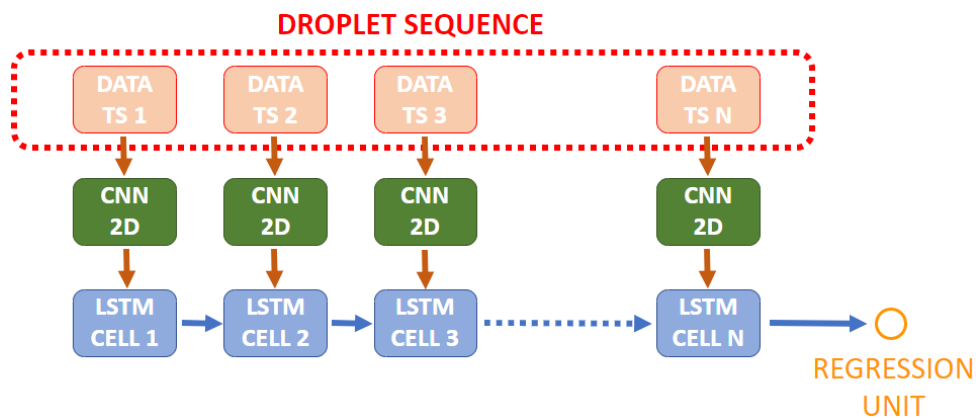 DROPLET SEQUENCE
DATA
TS 1
DATA
TS 2
DATA
TS 3
DATA
TS N
CNN
2D
CNN
2D
CNN
2D
CNN
2D
LSTM
CELL 1
LSTM
CELL 2
LSTM
CELL 3
LSTM
CELL N
REGRESSION
UNIT